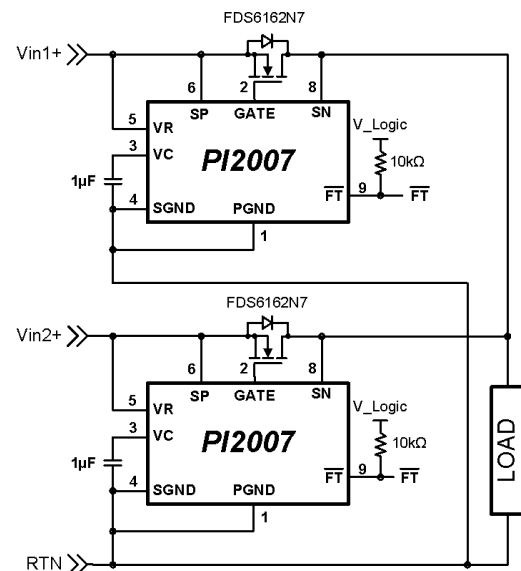 FDS6162N7
Vin1+
6
2
8
SP
GATE
SN
V_Logic
5
VR
3
VC
PI2007
10kΩ
1µF
4
SGND
PGND
FT
9
FT
1
FDS6162N7
Vin2+
6
2
8
SP
GATE
SN
V_Logic
5
VR
3
VC
PI2007
10kΩ
1µF
4
SGND
PGND
FT
9
FT
1
LOAD
RTN